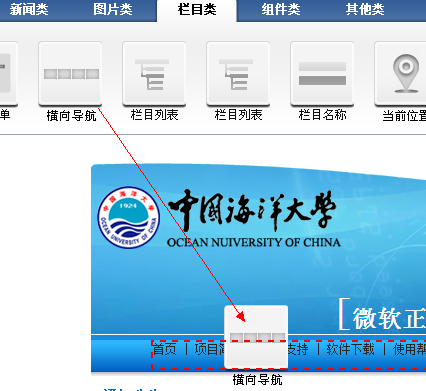 新闻类 图片类 栏目类 组件类 其他类
单 横向导航 栏目列表 栏目列表 栏目名称 当前位置
1924
OCEAN UNIVERSITY OF CHINA
中国海洋大学
OCEAN NUIVERSITY OF CHINA
微软正
首页 | 项目 支持 | 软件下载 | 使用帮
横向导航